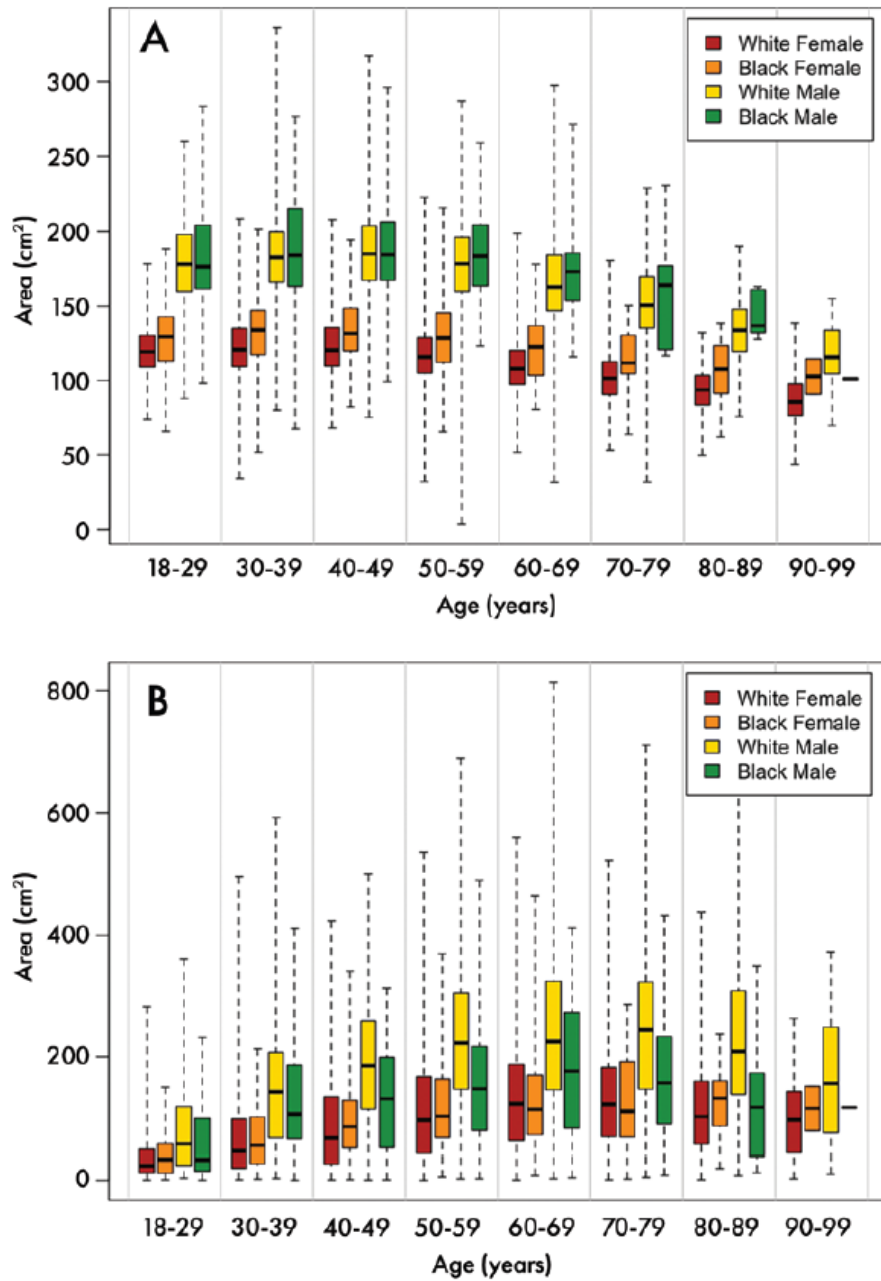 A
White Female
Black Female
White Male
Black Male
300
250
200
150
100
50
0
Area (cm²)
18-29 30-39 40-49 50-59 60-69 70-79 80-89 90-99
Age (years)
B
White Female
Black Female
White Male
Black Male
800
600
400
200
0
Area (cm²)
18-29 30-39 40-49 50-59 60-69 70-79 80-89 90-99
Age (years)